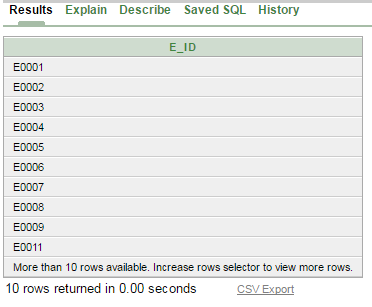 Results Explain Describe Saved SQL History
E_ID
E0001
E0002
E0003
E0004
E0005
E0006
E0007
E0008
E0009
E0011
More than 10 rows available. Increase rows selector to view more rows.
10 rows returned in 0.00 seconds CSV Export